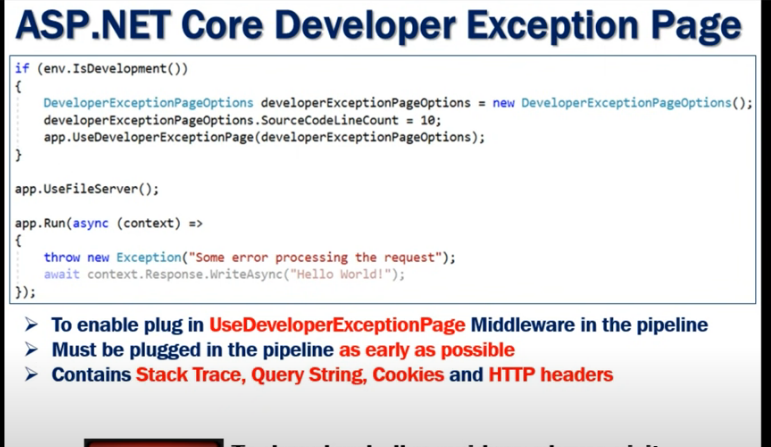 ASP.NET Core Developer Exception Page
if (env.IsDevelopment())
{
DeveloperExceptionPageOptions developerExceptionPageOptions = new DeveloperExceptionPageOptions();
developerExceptionPageOptions.SourceCodeLineCount = 10;
app.UseDeveloperExceptionPage(developerExceptionPageOptions);
}
app.UseFileServer();
app.Run(async (context) =>
{
throw new Exception("Some error processing the request");
await context.Response.WriteAsync("Hello World!");
});
➢ To enable plug in UseDeveloperExceptionPage Middleware in the pipeline
➢ Must be plugged in the pipeline as early as possible
➢ Contains Stack Trace, Query String, Cookies and HTTP headers